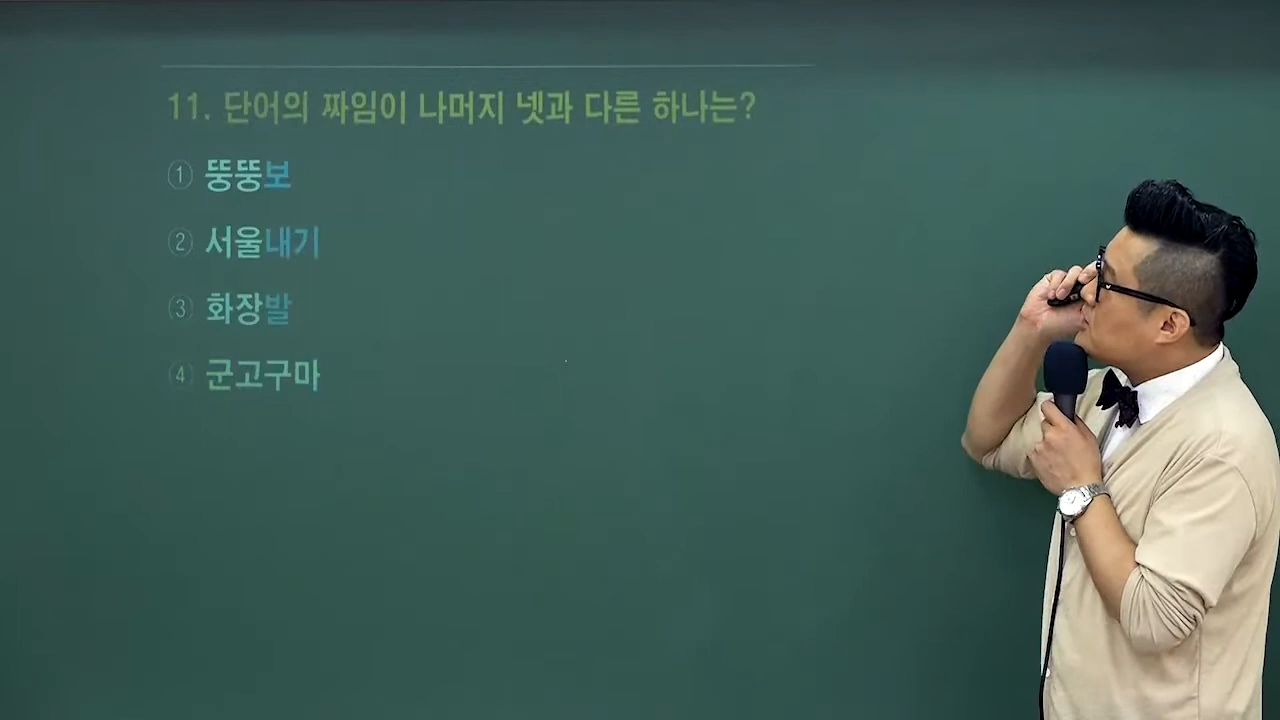 11. 단어의 짜임이 나머지 넷과 다른 하나는?
① 뚱뚱보
② 서울내기
③ 화장발
④ 군고구마